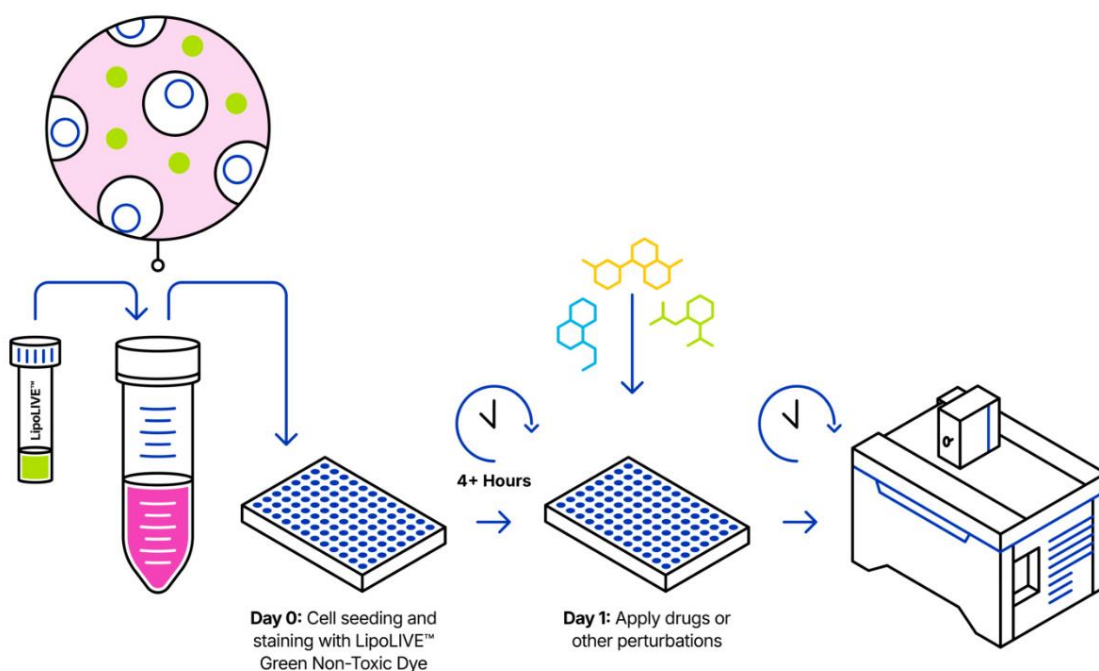 LipoLIVE™
4+ Hours
Day 0: Cell seeding and
staining with LipoLIVE™
Green Non-Toxic Dye
Day 1: Apply drugs or
other perturbations